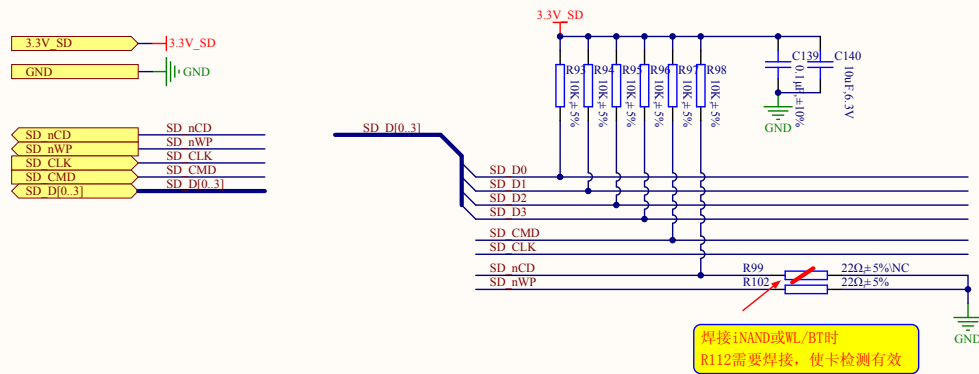 3.3V_SD
3.3V_SD
3.3V_SD
GND
GND
SD_nCD
SD_nCD
SD_nWP
SD_nWP
SD_CLK
SD_CLK
SD_CMD
SD_CMD
SD_D[0..3]
SD_D[0..3]
SD_D[0..3]
R93
10K,±5%
R94
10K,±5%
R95
10K,±5%
R96
10K,±5%
R97
10K,±5%
R98
10K,±5%
C139
0.1μF,±10%
C140
10uF,6.3V
GND
SD_D0
SD_D1
SD_D2
SD_D3
SD_CMD
SD_CLK
SD_nCD
R99
22Ω,±5%\NC
SD_nWP
R102
22Ω,±5%
GND
焊接iNAND或WL/BT时
R112需要焊接，使卡检测有效